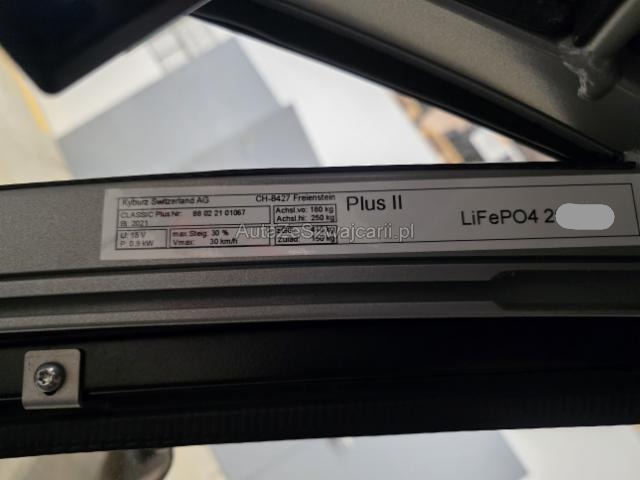 Kyburz Switzerland AG CH-8427 Freienstein
CLASSIC Plus Nr: 88 02 21 01067
Bj. 2021
U: 15 V
P: 0.9 kW
max Steig: 30 %
Vmax: 30 km/h
Achsl.vo: 160 kg
Achsl.hi: 250 kg
Zulad: 150 kg
Plus II
LiFePO4 2
AutazeSzwajcarii.pl